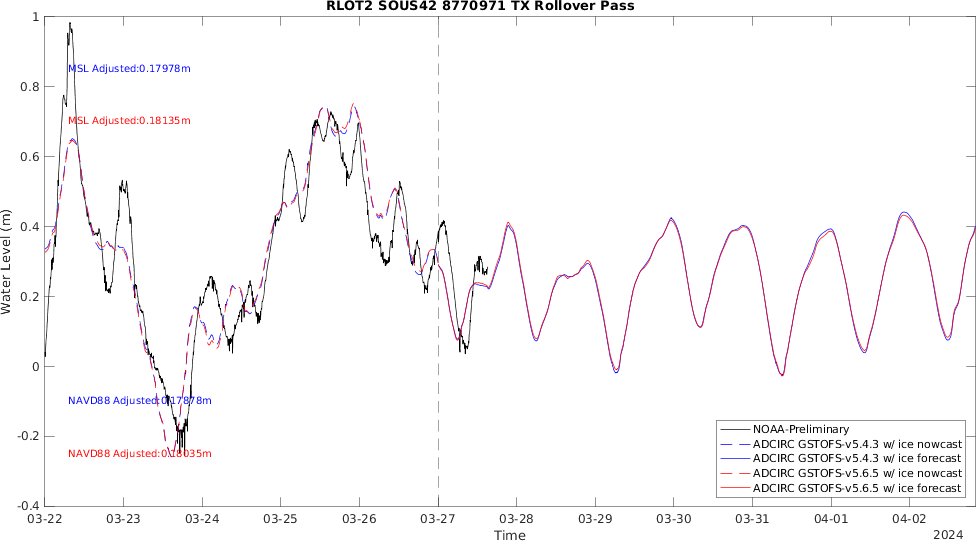 RLOT2 SOUS42 8770971 TX Rollover Pass
1
0.8
0.6
0.4
0.2
0
-0.2
-0.4
Water Level (m)
MSL Adjusted:0.17978m
MSL Adjusted:0.18135m
NAVD88 Adjusted:0.17878m
NAVD88 Adjusted:0.18035m
NOAA-Preliminary
ADCIRC GSTOFS-v5.4.3 w/ ice nowcast
ADCIRC GSTOFS-v5.4.3 w/ ice forecast
ADCIRC GSTOFS-v5.6.5 w/ ice nowcast
ADCIRC GSTOFS-v5.6.5 w/ ice forecast
03-22 03-23 03-24 03-25 03-26 03-27 03-28 03-29 03-30 03-31 04-01 04-02
Time
2024